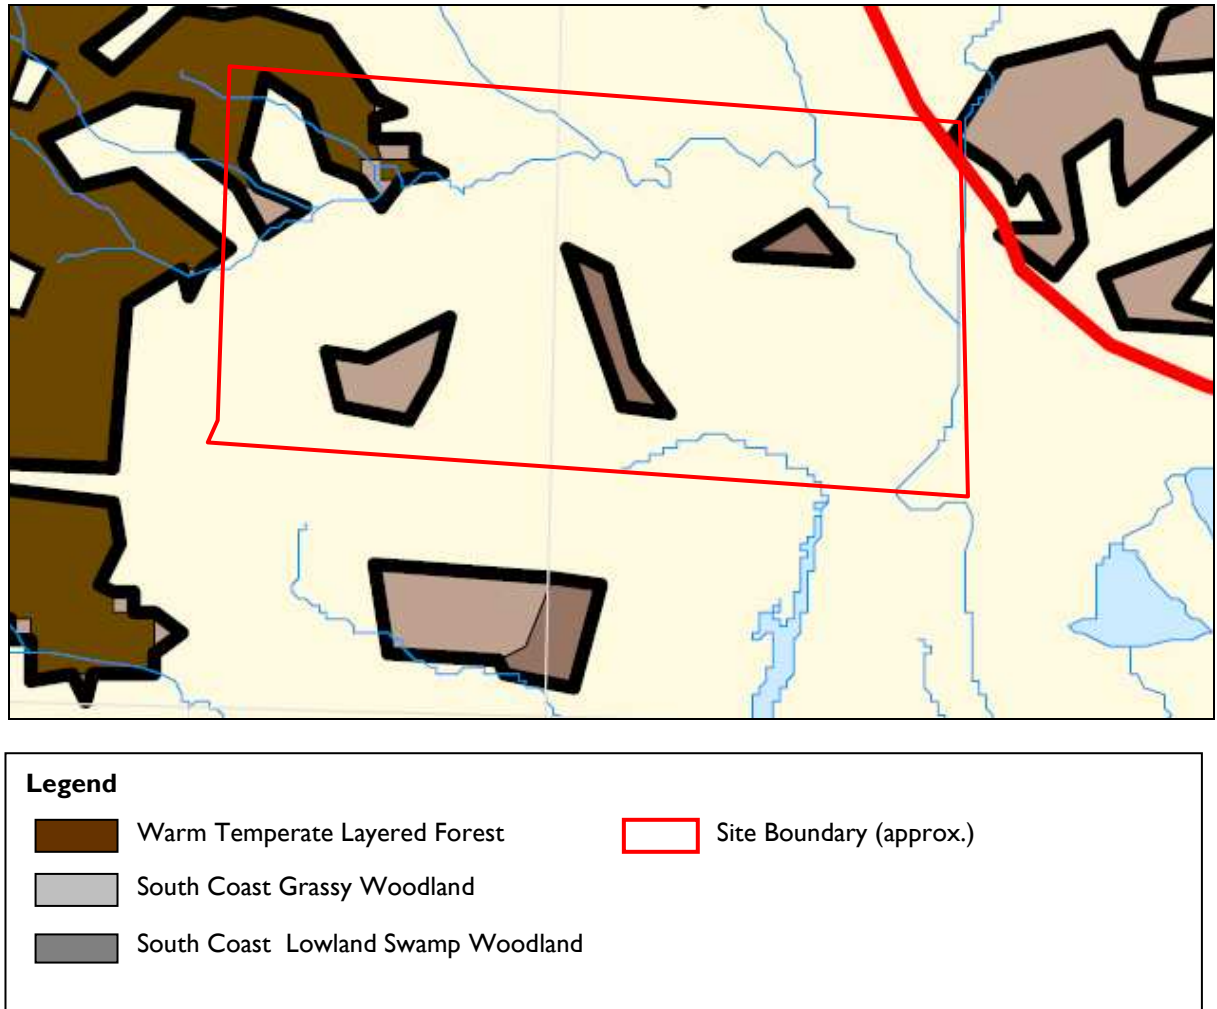 Legend
Warm Temperate Layered Forest
Site Boundary (approx.)
South Coast Grassy Woodland
South Coast  Lowland Swamp Woodland